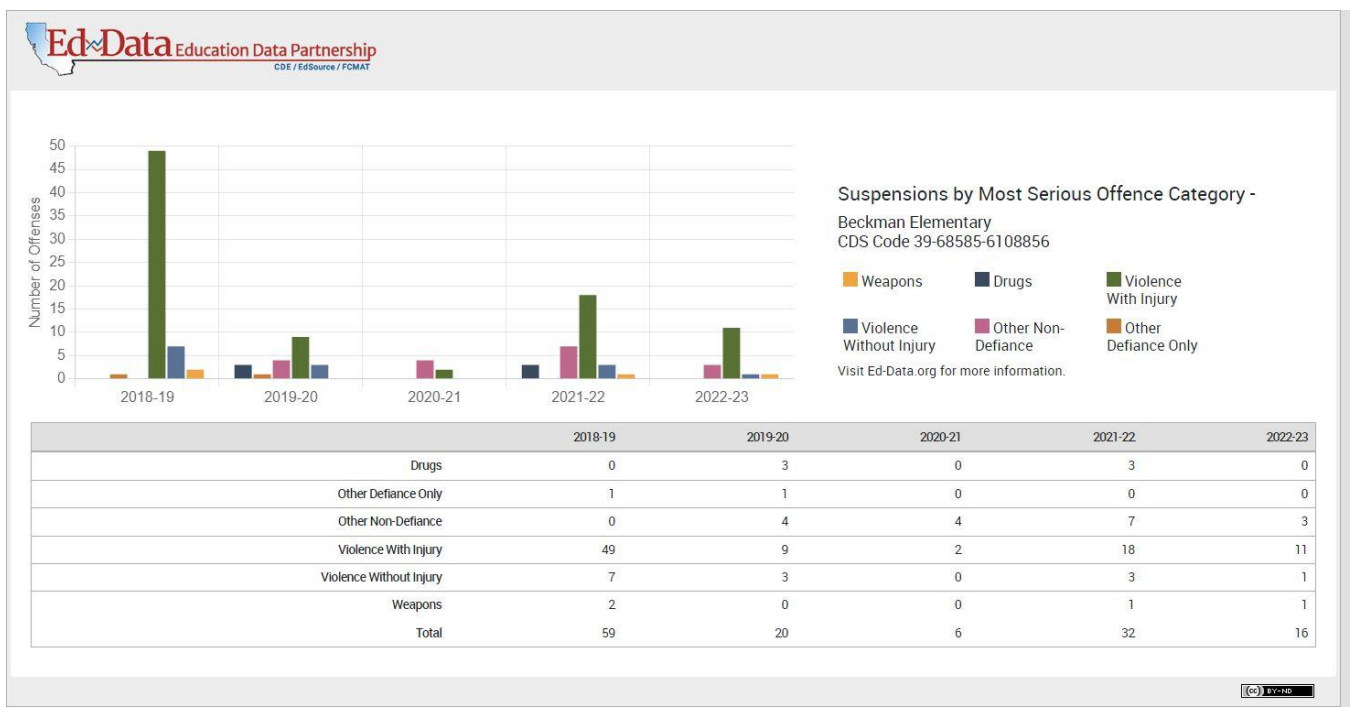 Ed Data Education Data Partnership
CDE / EdSource / FCMAT
50
45
40
35
30
25
20
15
10
5
0
Number of Offenses
2018-19 2019-20 2020-21 2021-22 2022-23
Suspensions by Most Serious Offence Category -
Beckman Elementary
CDS Code 39-68585-6108856
Weapons Drugs Violence
With Injury
Violence Other Non- Other
Without Injury Defiance Defiance Only
Visit Ed-Data.org for more information.
2018-19 2019-20 2020-21 2021-22 2022-23
Drugs 0 3 0 3 0
Other Defiance Only 1 1 0 0 0
Other Non-Defiance 0 4 4 7 3
Violence With Injury 49 9 2 18 11
Violence Without Injury 7 3 0 3 1
Weapons 2 0 0 1 1
Total 59 20 6 32 16
(cc) BY-ND